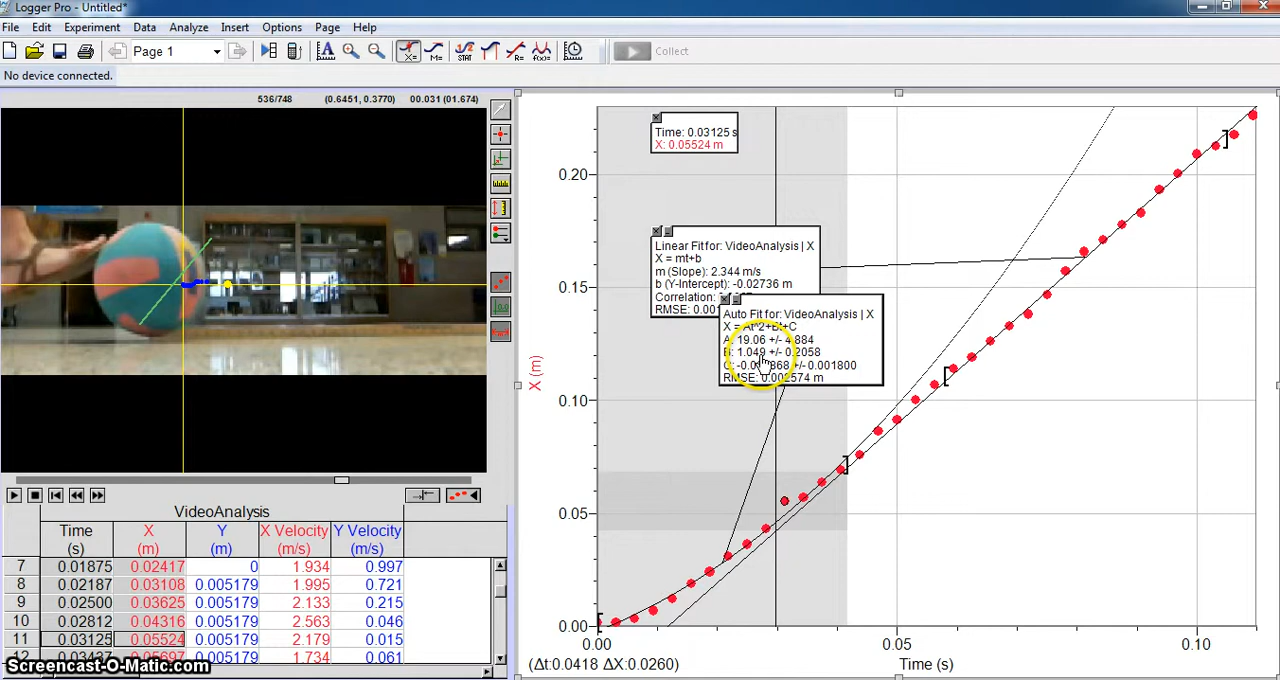 Logger Pro - Untitled*
File Edit Experiment Data Analyze Insert Options Page Help
Page 1
Collect
No device connected.
536/748 (0.6451, 0.3770) 00.031 (01.674)
Time: 0.03125 s
X: 0.05524 m
Linear Fit for: VideoAnalysis | X
X = mt+b
m (Slope): 2.344 m/s
b (Y-Intercept): -0.02736 m
Correlation:
RMSE:
Auto Fit for: VideoAnalysis | X
X = At^2+Bt+C
A: 19.06 +/- 4.884
B: 1.049 +/- 0.2058
+/- 0.001800
RMSE: 0.002574 m
X (m)
0.20
0.15
0.10
0.05
0.00
0.00 0.05 0.10
(Δt:0.0418 ΔX:0.0260) Time (s)
VideoAnalysis
Time (s) X (m) Y (m) X Velocity (m/s) Y Velocity (m/s)
7 0.01875 0.02417 0 1.934 0.997
8 0.02187 0.03108 0.005179 1.995 0.721
9 0.02500 0.03625 0.005179 2.133 0.215
10 0.02812 0.04316 0.005179 2.563 0.046
11 0.03125 0.05524 0.005179 2.179 0.015
12 0.03437 0.05697 0.005179 1.734 0.061
Screencast-O-Matic.com